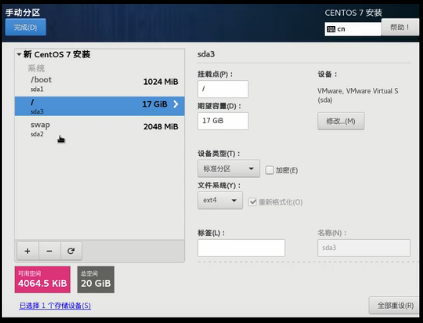 手动分区
CENTOS 7 安装
完成(D)
cn
帮助！
新 CentOS 7 安装
系统
/boot
1024 MiB
sda1
/
17 GiB
sda3
swap
2048 MiB
sda2
+ −
可用空间
4064.5 KiB
总空间
20 GiB
已选择 1 个存储设备(S)
sda3
挂载点(P)：
/
期望容量(D)：
17 GiB
设备：
VMware, VMware Virtual S
(sda)
修改...(M)
设备类型(T)：
标准分区
加密(E)
文件系统(Y)：
ext4
重新格式化(O)
标签(L)：
名称(N)：
sda3
全部重设(R)